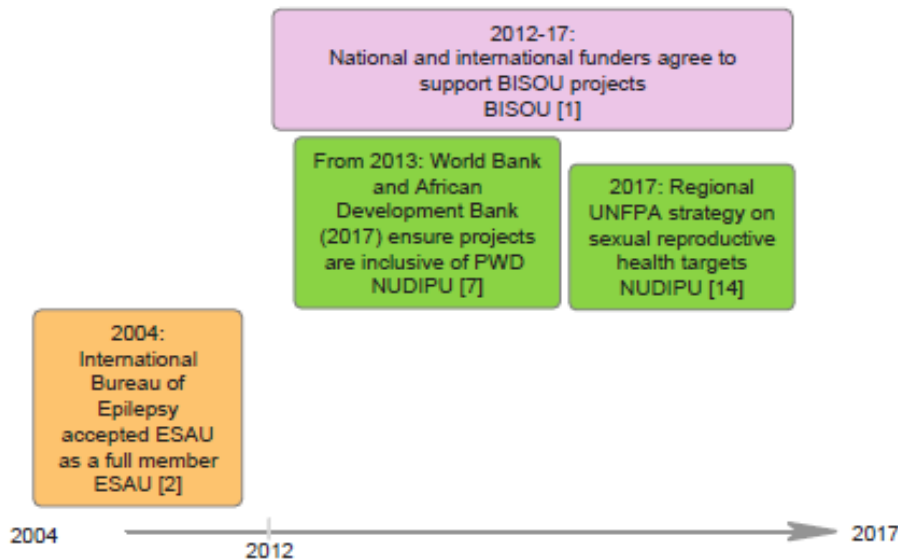 2012-17:
National and international funders agree to
support BISOU projects
BISOU [1]
From 2013: World Bank
and African
Development Bank
(2017) ensure projects
are inclusive of PWD
NUDIPU [7]
2017: Regional
UNFPA strategy on
sexual reproductive
health targets
NUDIPU [14]
2004:
International
Bureau of
Epilepsy
accepted ESAU
as a full member
ESAU [2]
2004
2012
2017